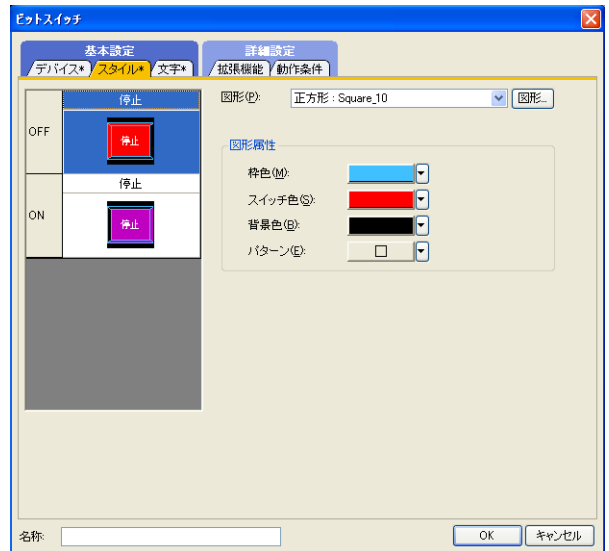 ビットスイッチ
基本設定 詳細設定
デバイス* スタイル* 文字* 拡張機能 動作条件
停止
OFF
停止
停止
ON
停止
図形(P): 正方形 : Square_10 図形...
図形属性
枠色(M):
スイッチ色(S):
背景色(B):
パターン(E):
名称:
OK キャンセル